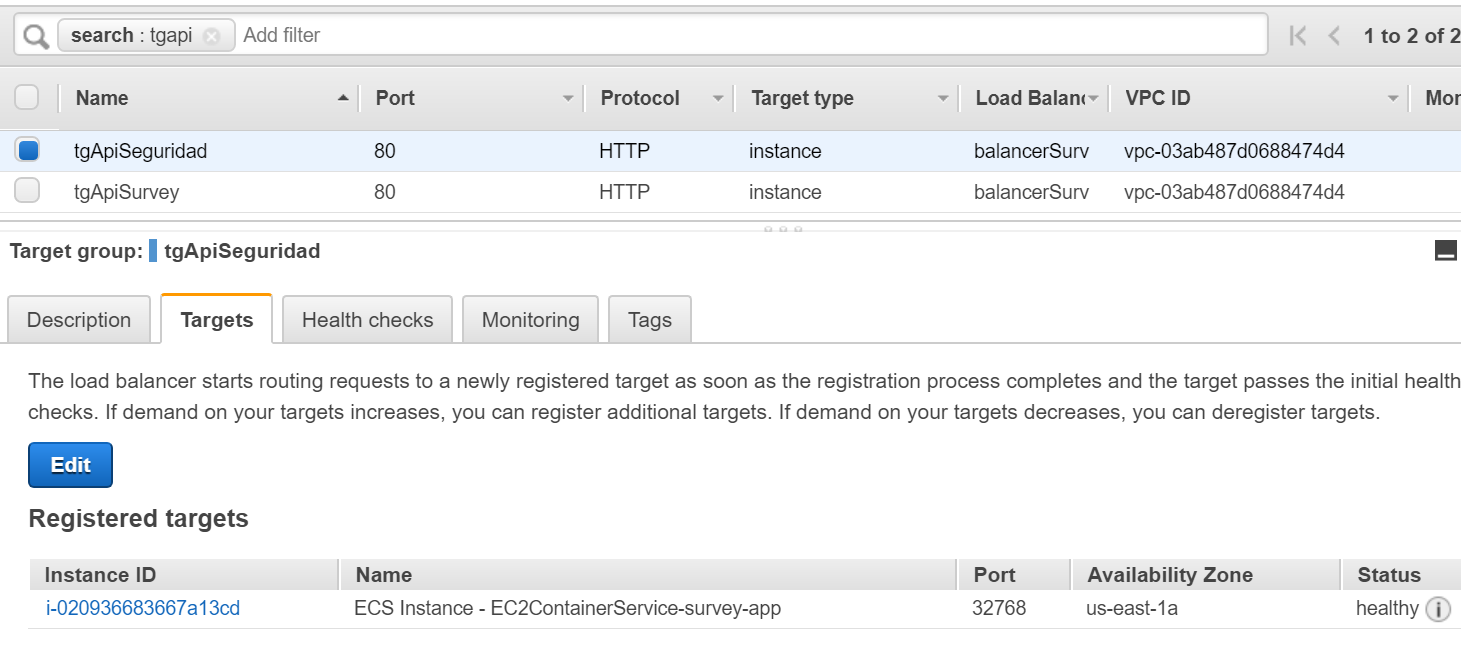 search : tgapi Add filter 1 to 2 of 2
Name Port Protocol Target type Load Balanc VPC ID Mor
tgApiSeguridad 80 HTTP instance balancerSurv vpc-03ab487d0688474d4
tgApiSurvey 80 HTTP instance balancerSurv vpc-03ab487d0688474d4
Target group: tgApiSeguridad
Description Targets Health checks Monitoring Tags
The load balancer starts routing requests to a newly registered target as soon as the registration process completes and the target passes the initial health
checks. If demand on your targets increases, you can register additional targets. If demand on your targets decreases, you can deregister targets.
Edit
Registered targets
Instance ID Name Port Availability Zone Status
i-020936683667a13cd ECS Instance - EC2ContainerService-survey-app 32768 us-east-1a healthy